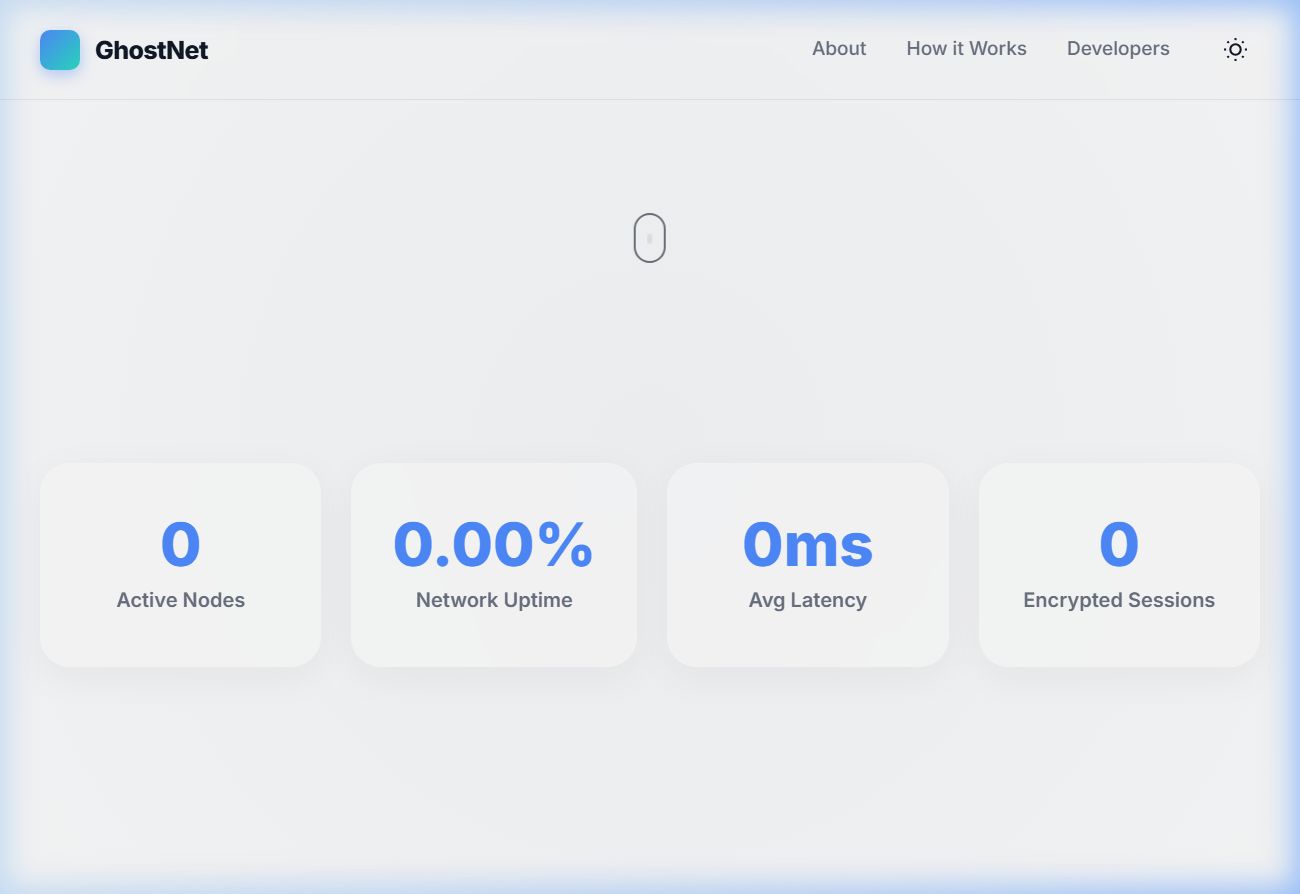 GhostNet
About How it Works Developers
0 0.00% 0ms 0
Active Nodes Network Uptime Avg Latency Encrypted Sessions